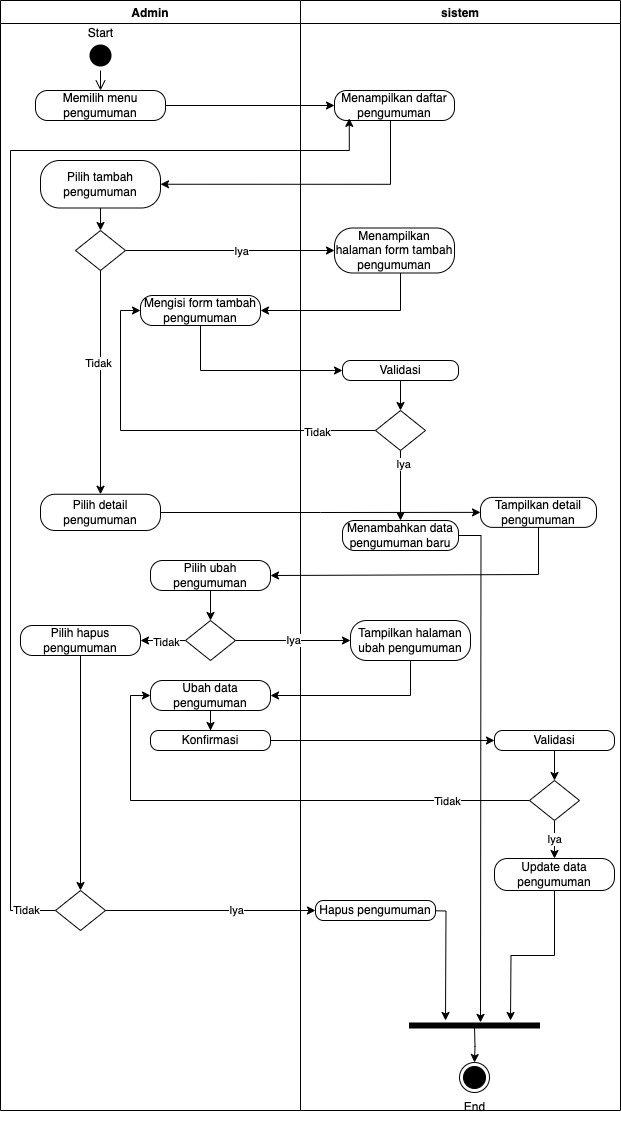 Admin
sistem
Start
Memilih menu
pengumuman
Menampilkan daftar
pengumuman
Pilih tambah
pengumuman
Iya
Menampilkan
halaman form tambah
pengumuman
Mengisi form tambah
pengumuman
Tidak
Validasi
Tidak
Iya
Pilih detail
pengumuman
Tampilkan detail
pengumuman
Menambahkan data
pengumuman baru
Pilih ubah
pengumuman
Pilih hapus
pengumuman
Tidak
Iya
Tampilkan halaman
ubah pengumuman
Ubah data
pengumuman
Konfirmasi
Validasi
Tidak
Iya
Update data
pengumuman
Tidak
Iya
Hapus pengumuman
End